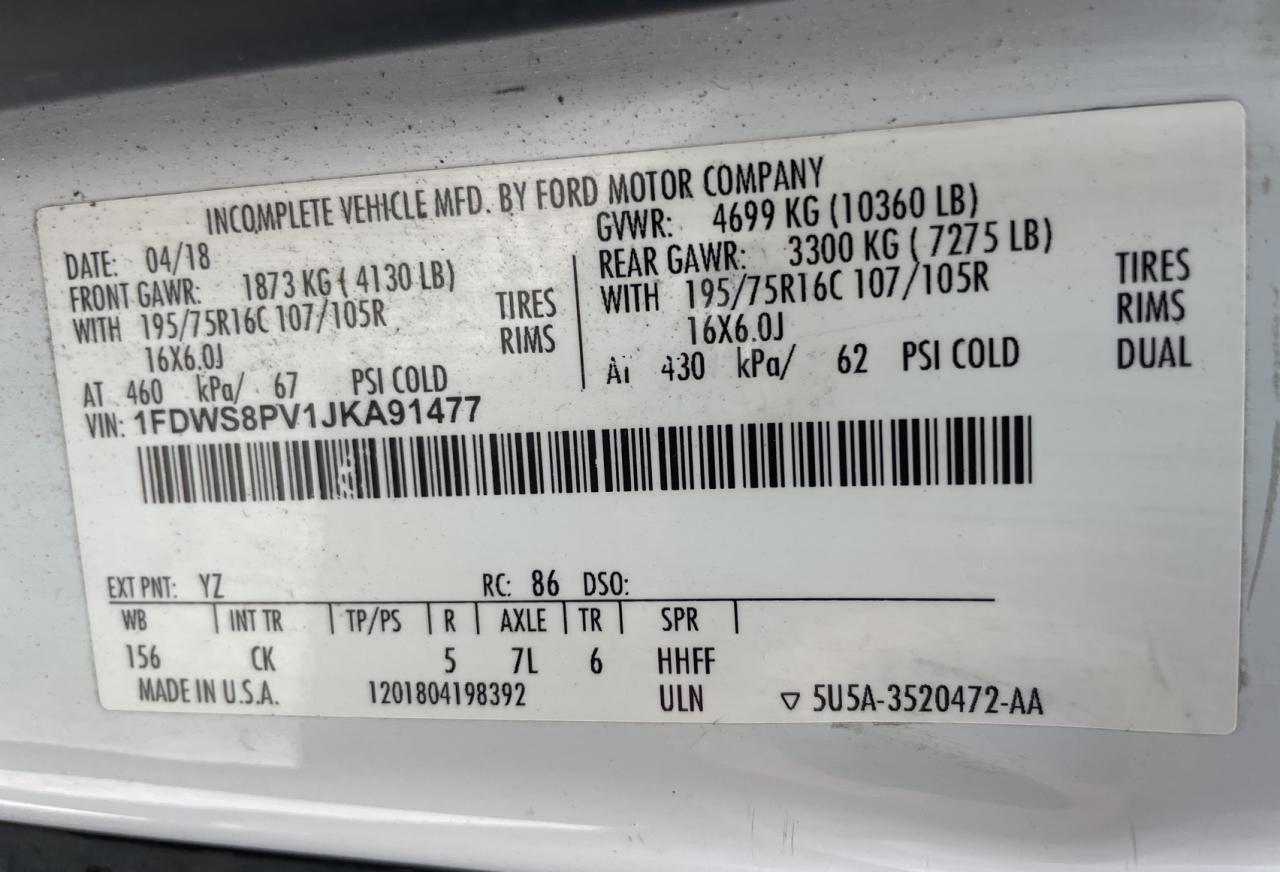 INCOMPLETE VEHICLE MFD. BY FORD MOTOR COMPANY
DATE: 04/18
FRONT GAWR: 1873 KG ( 4130 LB)
WITH 195/75R16C 107/105R TIRES
16X6.0J RIMS
AT 460 kPa/ 67 PSI COLD
GVWR: 4699 KG (10360 LB)
REAR GAWR: 3300 KG ( 7275 LB)
WITH 195/75R16C 107/105R TIRES
16X6.0J RIMS
AT 430 kPa/ 62 PSI COLD DUAL
VIN: 1FDWS8PV1JKA91477
EXT PNT: YZ RC: 86 DSO:
WB INT TR TP/PS R AXLE TR SPR
156 CK 5 7L 6 HHFF
MADE IN U.S.A. 1201804198392 ULN ▽ 5U5A-3520472-AA